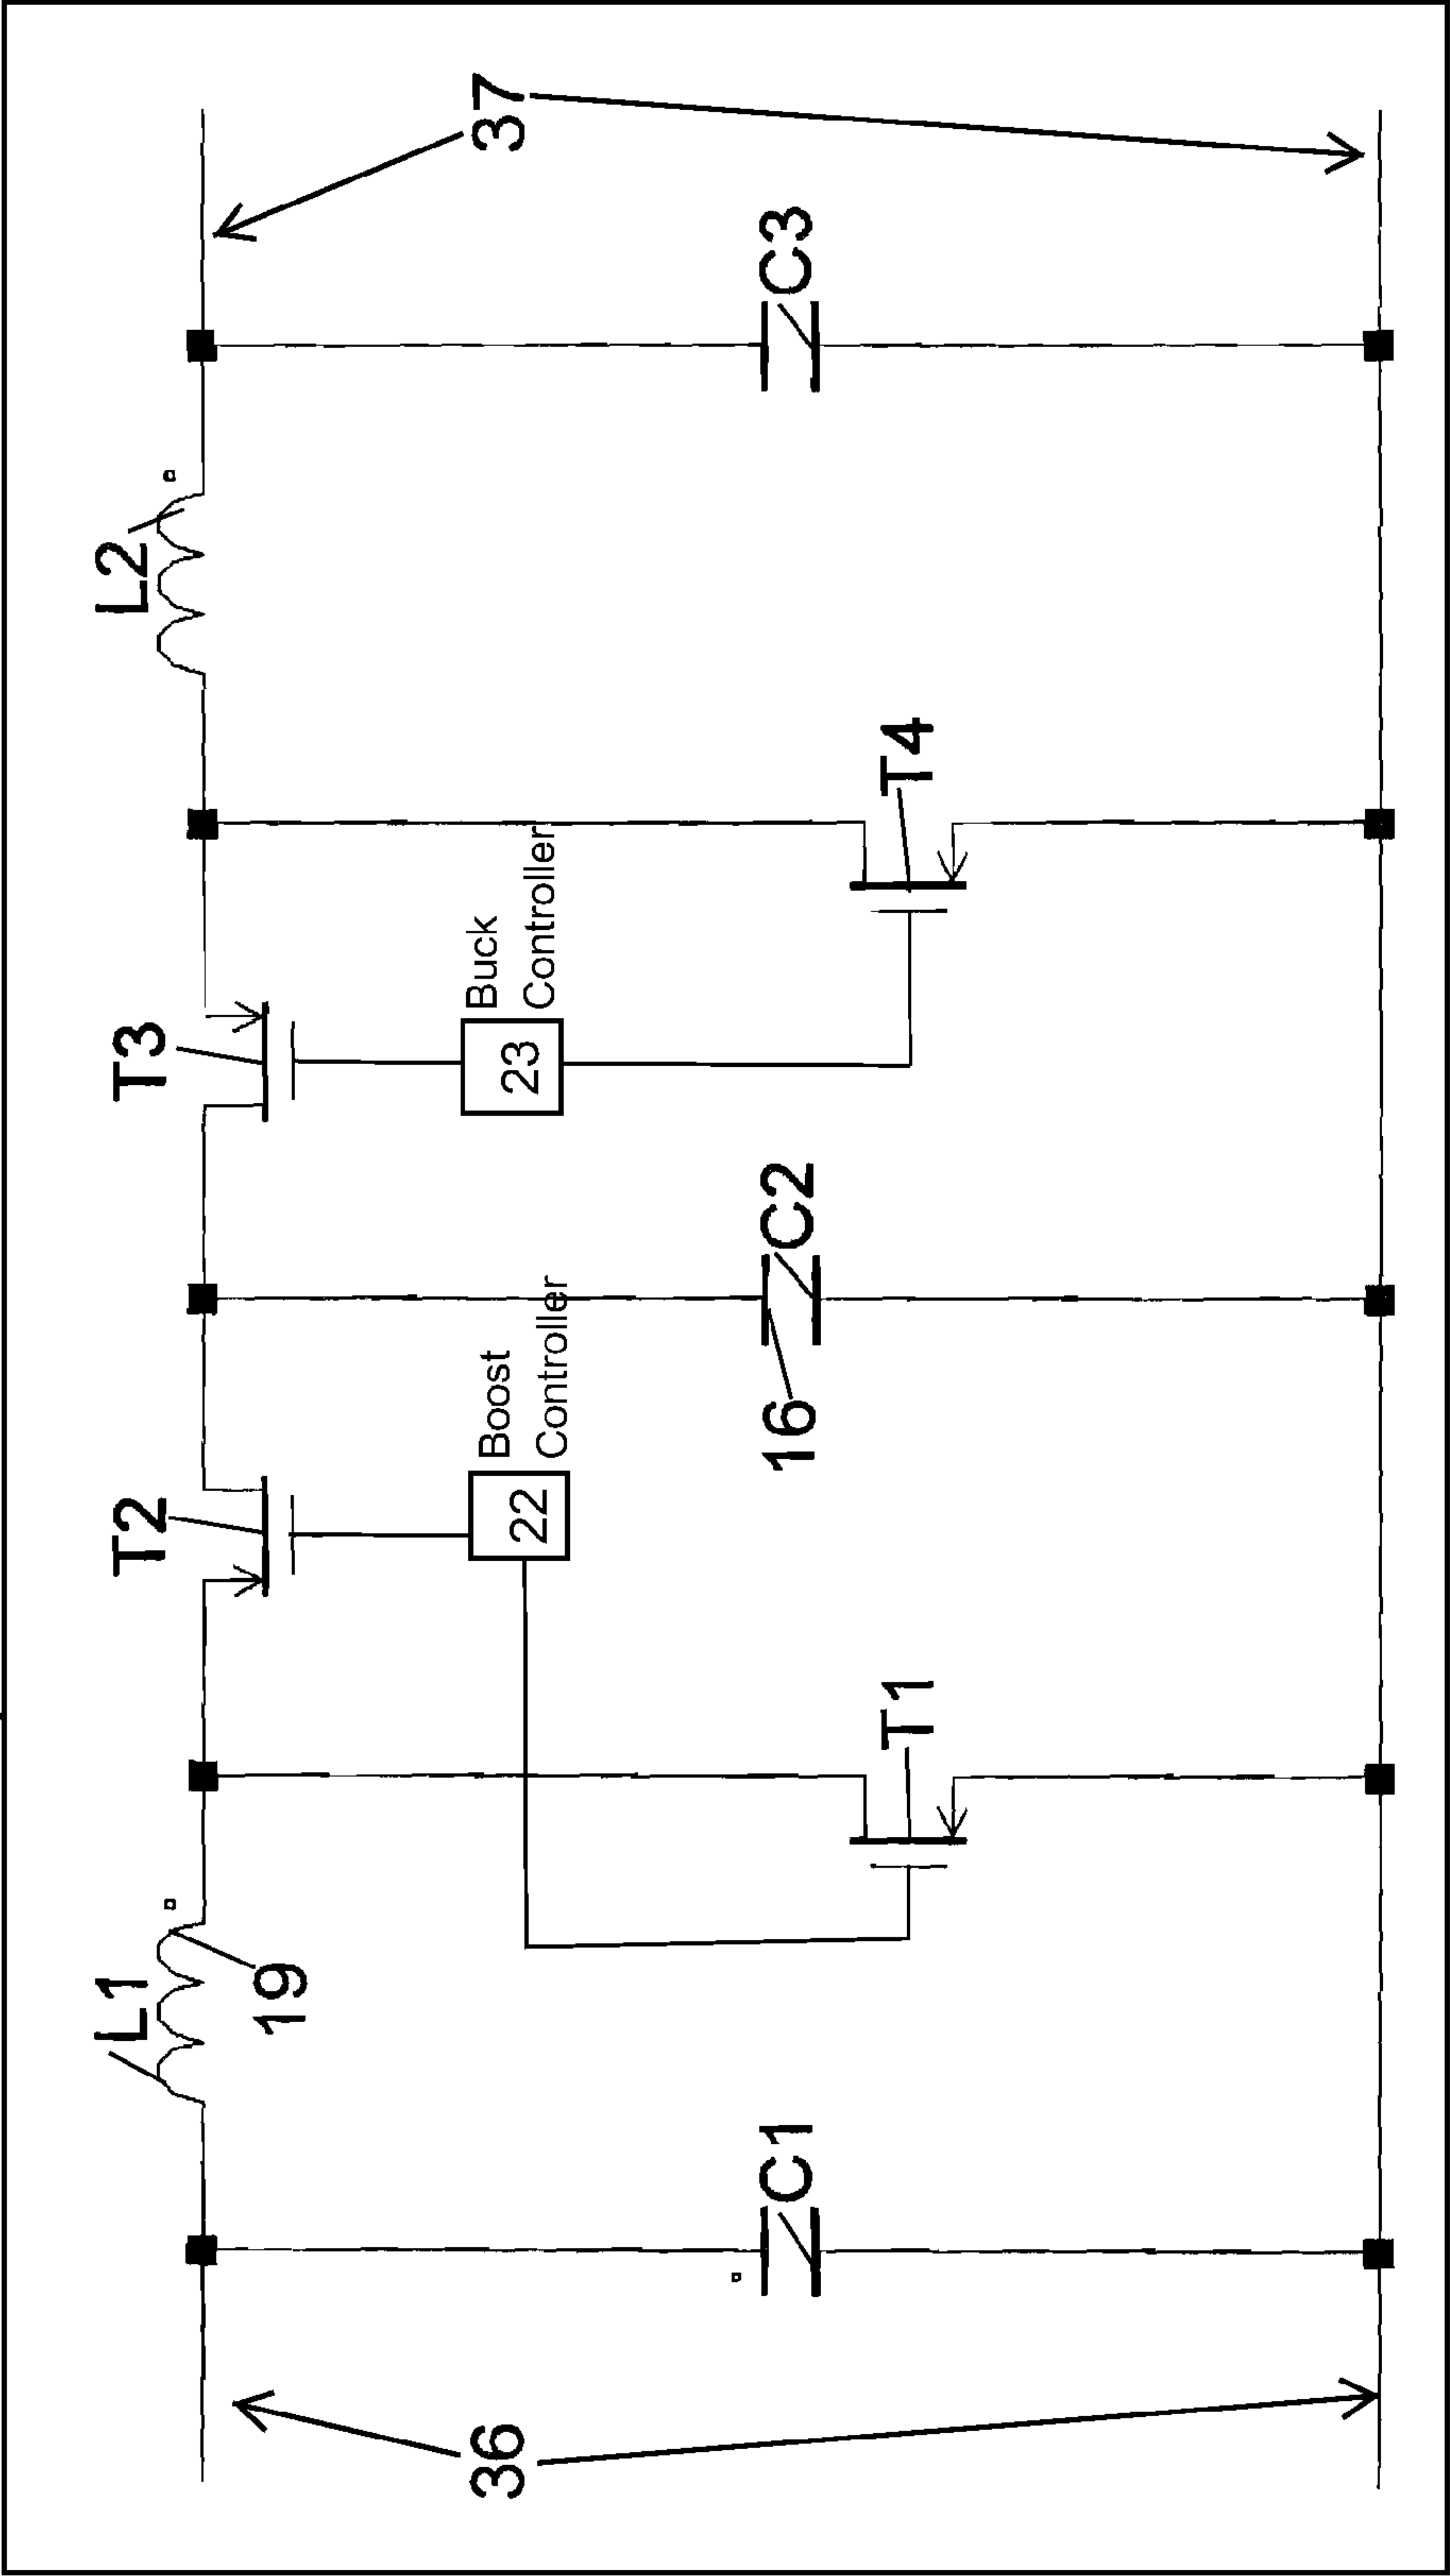 L1
T2
T3
L2
19
36
22
Boost
Controller
23
Buck
Controller
37
C1
16
C2
C3
T1
T4